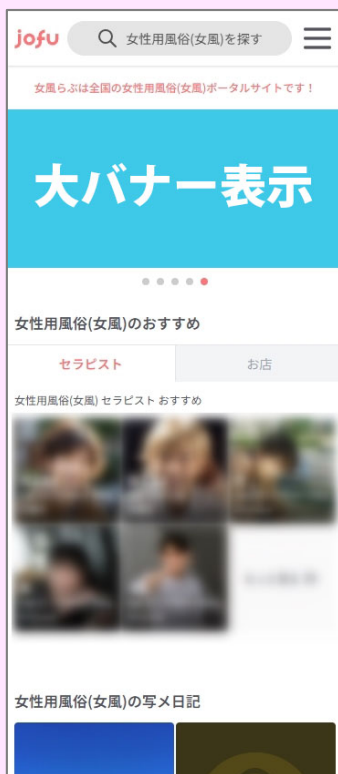 jofu
女性用風俗(女風)を探す
女風らぶは全国の女性用風俗(女風)ポータルサイトです！
大バナー表示
女性用風俗(女風)のおすすめ
セラピスト
お店
女性用風俗(女風) セラピスト おすすめ
女性用風俗(女風)の写メ日記